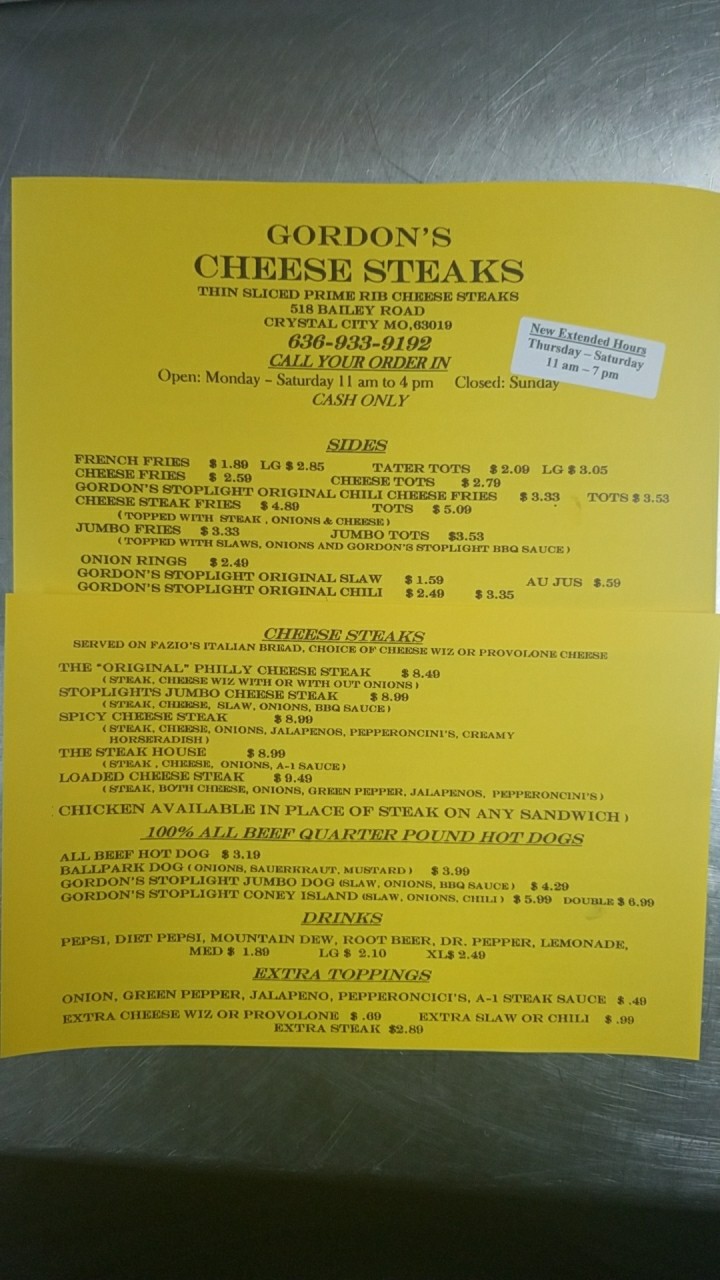 GORDON'S
CHEESE STEAKS
THIN SLICED PRIME RIB CHEESE STEAKS
518 BAILEY ROAD
CRYSTAL CITY MO,63019
636-933-9192
CALL YOUR ORDER IN
Open: Monday – Saturday 11 am to 4 pm Closed: Sunday
CASH ONLY
New Extended Hours
Thursday – Saturday
11 am – 7 pm
SIDES
FRENCH FRIES $ 1.89 LG $ 2.85 TATER TOTS $ 2.09 LG $ 3.05
CHEESE FRIES $ 2.59 CHEESE TOTS $ 2.79
GORDON'S STOPLIGHT ORIGINAL CHILI CHEESE FRIES $ 3.33 TOTS $ 3.53
CHEESE STEAK FRIES $ 4.89 TOTS $ 5.09
( TOPPED WITH STEAK , ONIONS & CHEESE )
JUMBO FRIES $ 3.33 JUMBO TOTS $3.53
( TOPPED WITH SLAWS, ONIONS AND GORDON'S STOPLIGHT BBQ SAUCE )
ONION RINGS $ 2.49
GORDON'S STOPLIGHT ORIGINAL SLAW $ 1.59 AU JUS $.59
GORDON'S STOPLIGHT ORIGINAL CHILI $ 2.49 $ 3.35
CHEESE STEAKS
SERVED ON FAZIO'S ITALIAN BREAD, CHOICE OF CHEESE WIZ OR PROVOLONE CHEESE
THE "ORIGINAL" PHILLY CHEESE STEAK $ 8.49
( STEAK, CHEESE WIZ WITH OR WITH OUT ONIONS )
STOPLIGHTS JUMBO CHEESE STEAK $ 8.99
( STEAK, CHEESE, SLAW, ONIONS, BBQ SAUCE )
SPICY CHEESE STEAK $ 8.99
( STEAK, CHEESE, ONIONS, JALAPENOS, PEPPERONCINI'S, CREAMY
HORSERADISH )
THE STEAK HOUSE $ 8.99
( STEAK , CHEESE, ONIONS, A-1 SAUCE )
LOADED CHEESE STEAK $ 9.49
( STEAK, BOTH CHEESE, ONIONS, GREEN PEPPER, JALAPENOS, PEPPERONCINI'S )
CHICKEN AVAILABLE IN PLACE OF STEAK ON ANY SANDWICH )
100% ALL BEEF QUARTER POUND HOT DOGS
ALL BEEF HOT DOG $ 3.19
BALLPARK DOG ( ONIONS, SAUERKRAUT, MUSTARD ) $ 3.99
GORDON'S STOPLIGHT JUMBO DOG (SLAW, ONIONS, BBQ SAUCE ) $ 4.29
GORDON'S STOPLIGHT CONEY ISLAND (SLAW, ONIONS, CHILI ) $ 5.99 DOUBLE $ 6.99
DRINKS
PEPSI, DIET PEPSI, MOUNTAIN DEW, ROOT BEER, DR. PEPPER, LEMONADE,
MED $ 1.89 LG $ 2.10 XL$ 2.49
EXTRA TOPPINGS
ONION, GREEN PEPPER, JALAPENO, PEPPERONCICI'S, A-1 STEAK SAUCE $ .49
EXTRA CHEESE WIZ OR PROVOLONE $ .69 EXTRA SLAW OR CHILI $ .99
EXTRA STEAK $2.89